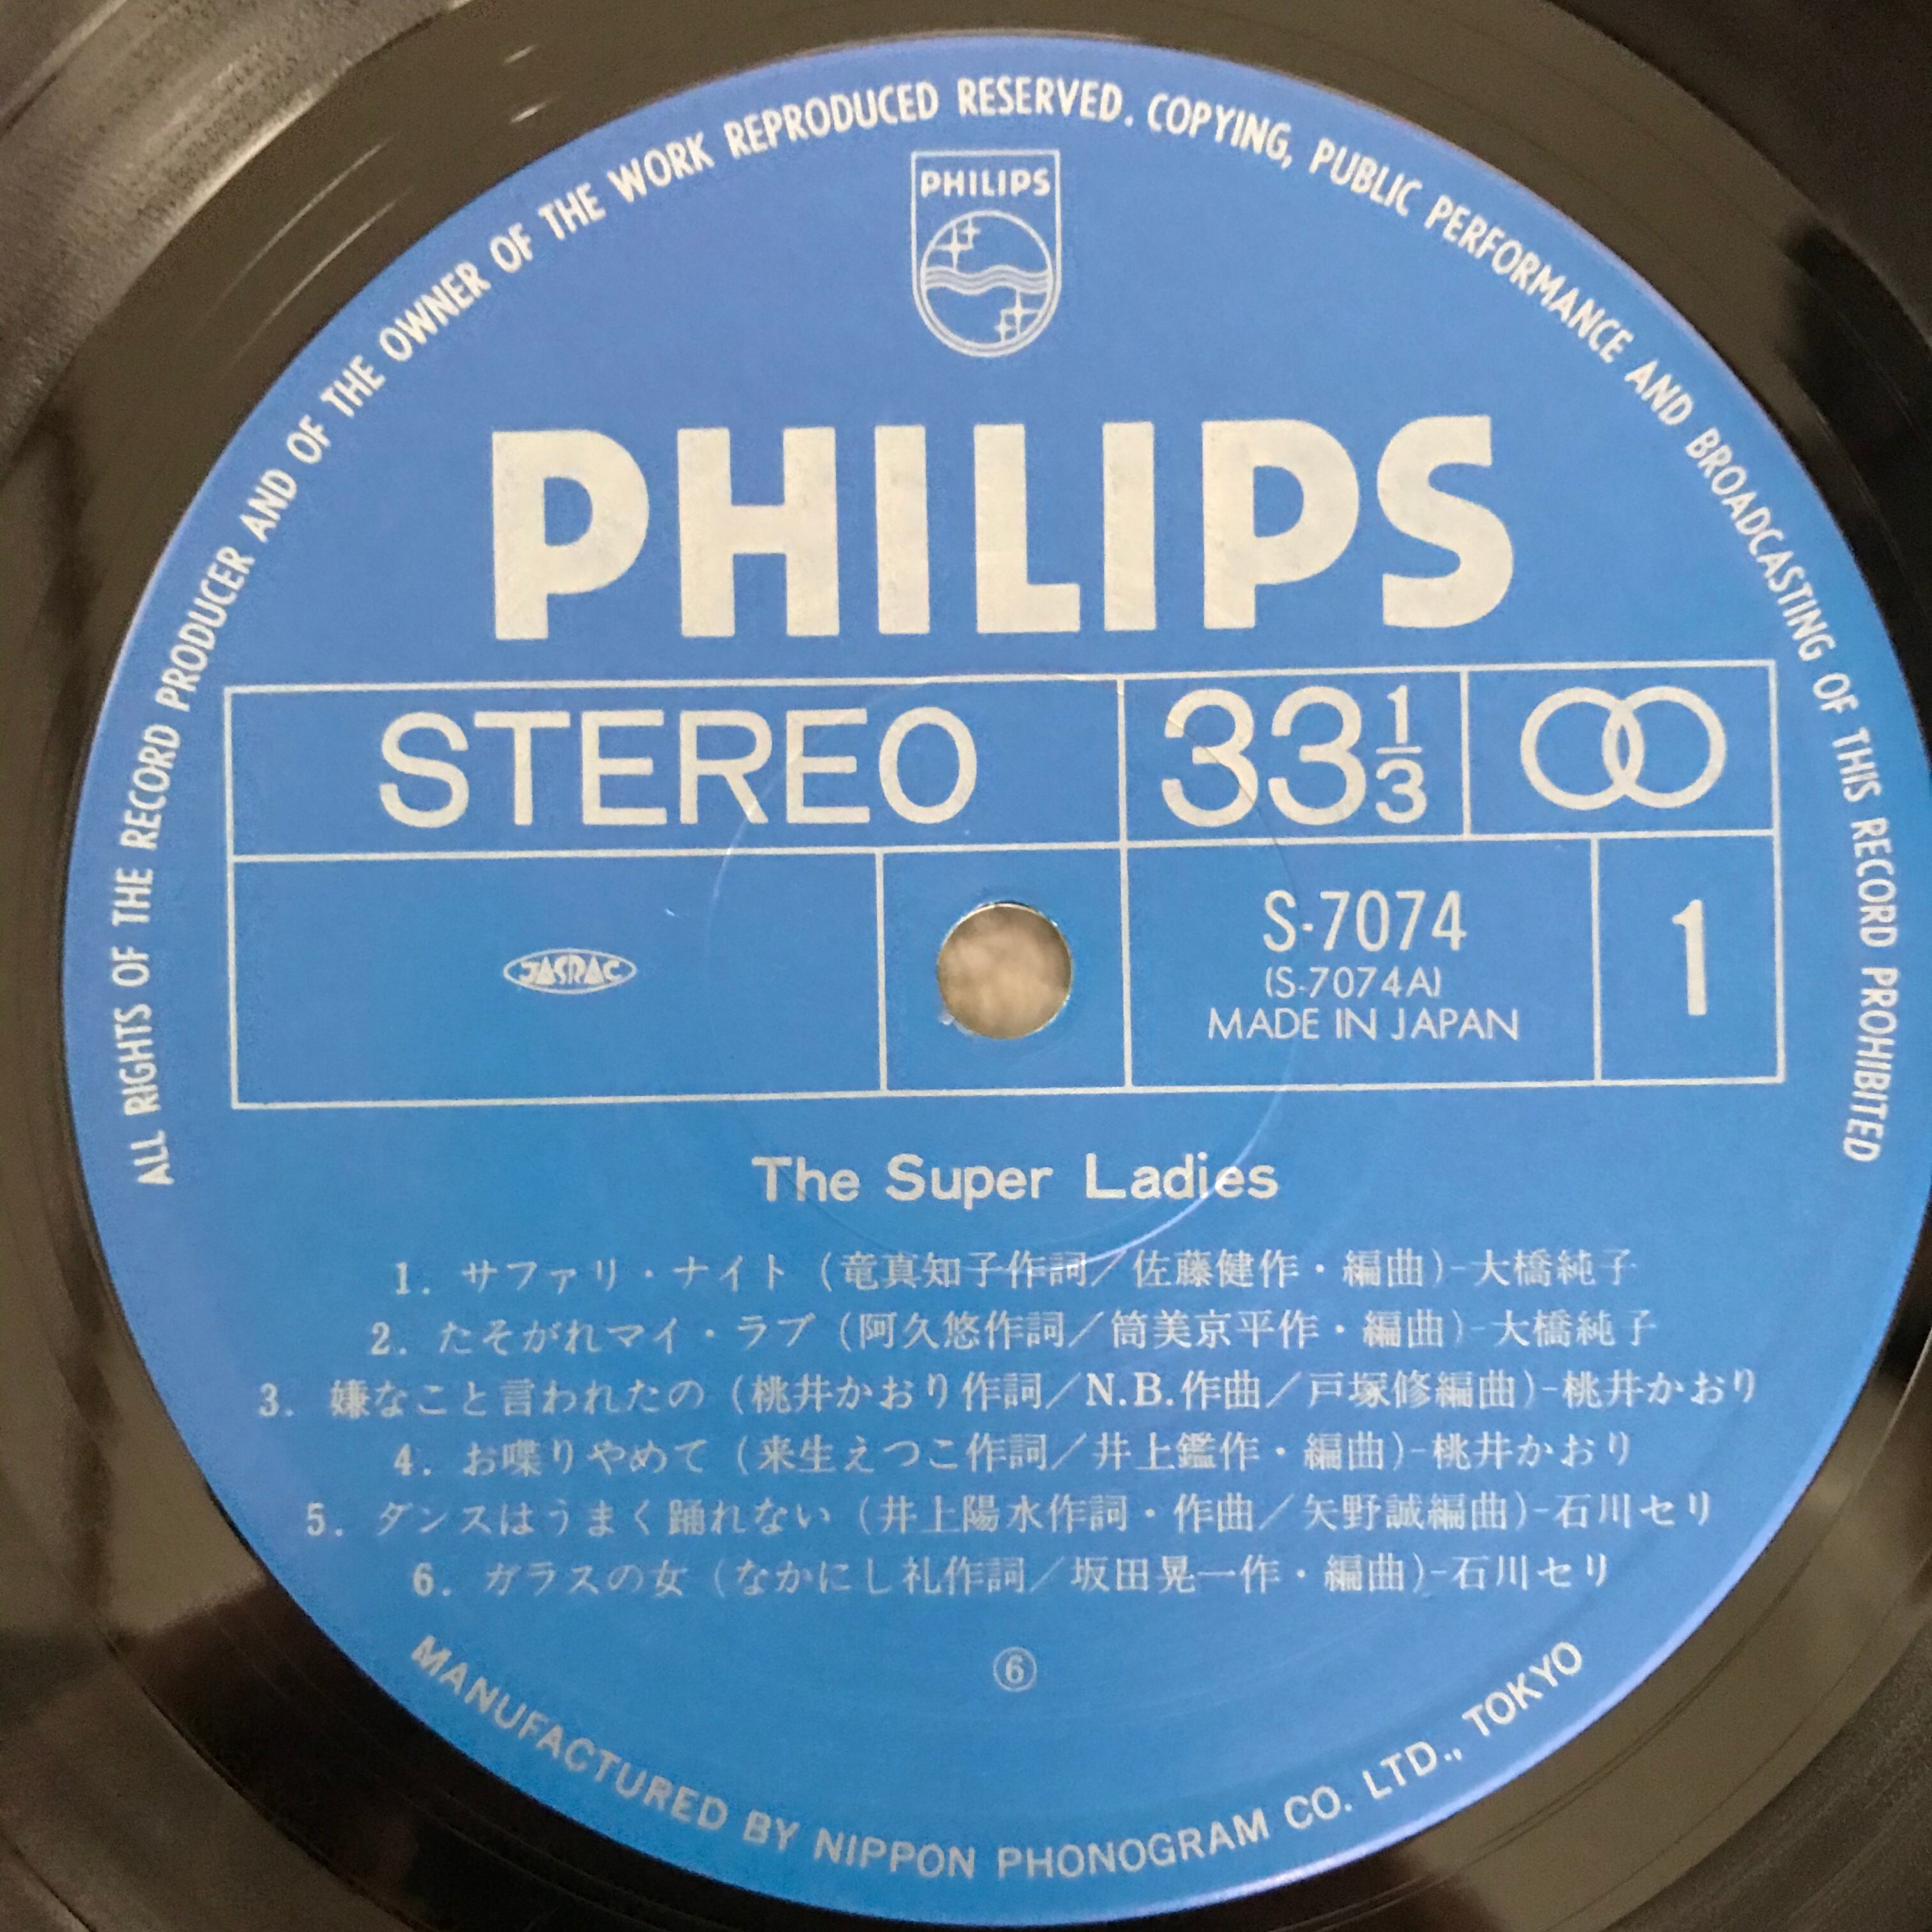 ALL RIGHTS OF THE RECORD PRODUCER AND OF THE OWNER OF THE WORK REPRODUCED RESERVED. COPYING, PUBLIC PERFORMANCE AND BROADCASTING OF THIS RECORD PROHIBITED
PHILIPS
PHILIPS
STEREO
33 1/3
JASRAC
S-7074
(S-7074A)
MADE IN JAPAN
1
The Super Ladies
1. サファリ・ナイト (竜真知子作詞/佐藤健作・編曲)-大橋純子
2. たそがれマイ・ラブ (阿久悠作詞/筒美京平作・編曲)-大橋純子
3. 嫌なこと言われたの (桃井かおり作詞/N.B.作曲/戸塚修編曲)-桃井かおり
4. お喋りやめて (来生えつこ作詞/井上鑑作・編曲)-桃井かおり
5. ダンスはうまく踊れない (井上陽水作詞・作曲/矢野誠編曲)-石川セリ
6. ガラスの女 (なかにし礼作詞/坂田晃一作・編曲)-石川セリ
⑥
MANUFACTURED BY NIPPON PHONOGRAM CO. LTD., TOKYO